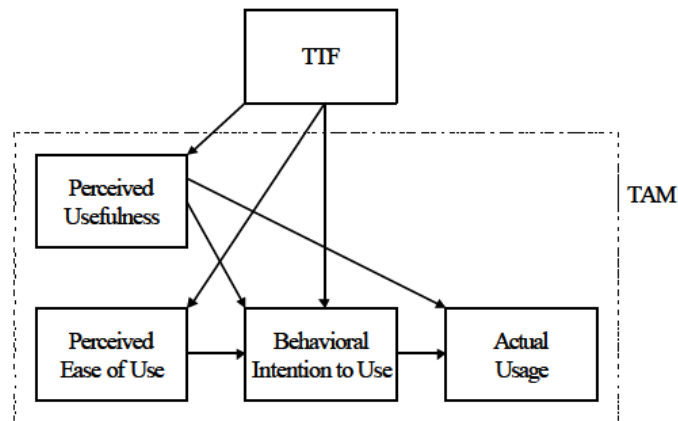 TTF
Perceived
Usefulness
TAM
Perceived
Ease of Use
Behavioral
Intention to Use
Actual
Usage